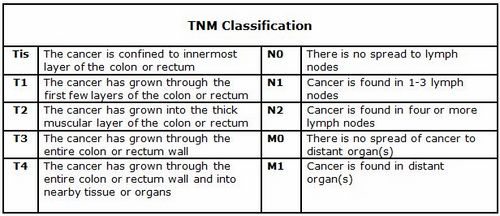 TNM Classification
Tis The cancer is confined to innermost layer of the colon or rectum N0 There is no spread to lymph nodes
T1 The cancer has grown through the first few layers of the colon or rectum N1 Cancer is found in 1-3 lymph nodes
T2 The cancer has grown into the thick muscular layer of the colon or rectum N2 Cancer is found in four or more lymph nodes
T3 The cancer has grown through the entire colon or rectum wall M0 There is no spread of cancer to distant organ(s)
T4 The cancer has grown through the entire colon or rectum wall and into nearby tissue or organs M1 Cancer is found in distant organ(s)